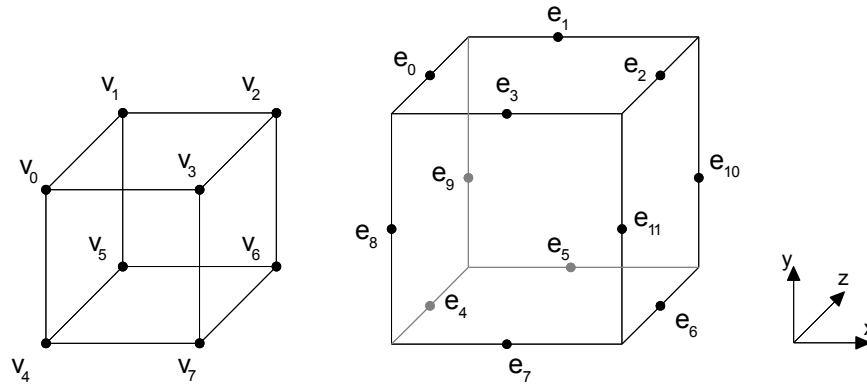 v₀
v₁
v₂
v₃
v₄
v₅
v₆
v₇
e₀
e₁
e₂
e₃
e₄
e₅
e₆
e₇
e₈
e₉
e₁₀
e₁₁
y
z
x